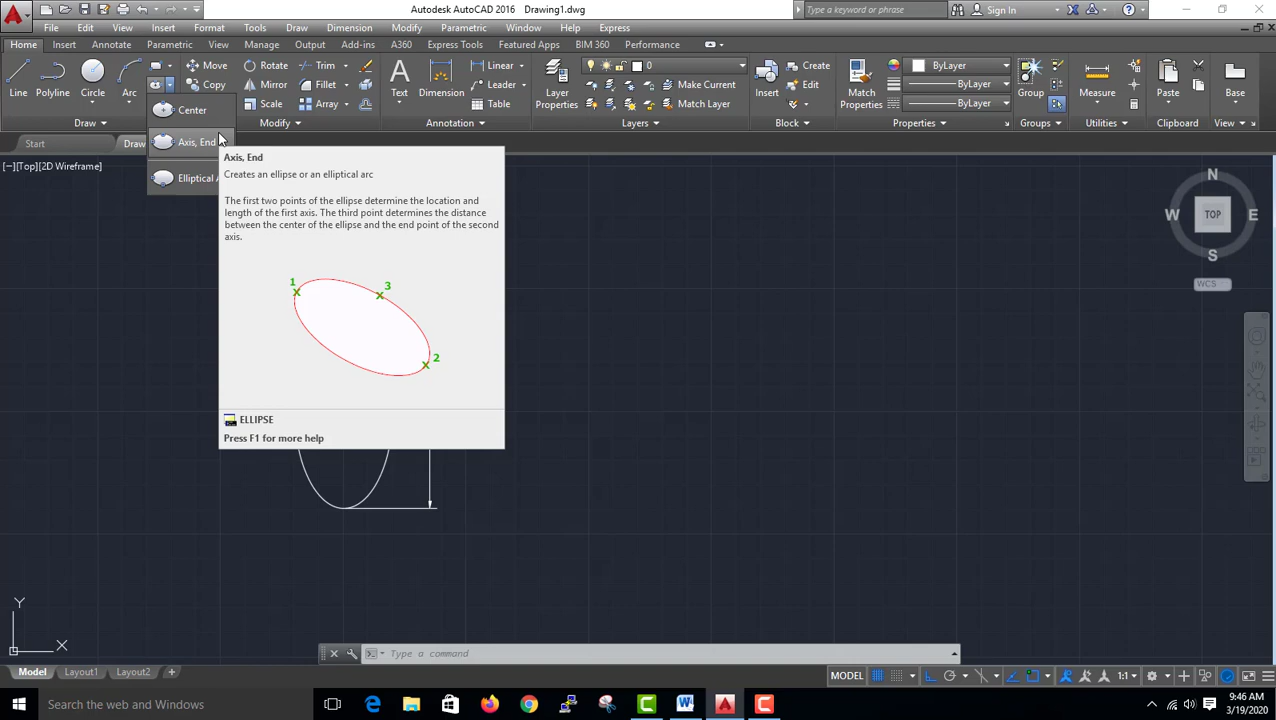 Autodesk AutoCAD 2016 Drawing1.dwg
Type a keyword or phrase
Sign In
File Edit View Insert Format Tools Draw Dimension Modify Parametric Window Help Express
Home Insert Annotate Parametric View Manage Output Add-ins A360 Express Tools Featured Apps BIM 360 Performance
Line
Polyline
Circle
Arc
Move
Copy
Rotate
Mirror
Scale
Trim
Fillet
Array
Text
Dimension
Linear
Leader
Table
Layer
Properties
0
Make Current
Match Layer
Insert
Create
Edit
Match
Properties
ByLayer
ByLayer
ByLayer
Group
Utilities
Paste
Base
Measure
Draw
Modify
Annotation
Layers
Block
Properties
Groups
Utilities
Clipboard
View
Center
Axis, End
Elliptical A
Start
Draw
[−][Top][2D Wireframe]
Axis, End
Creates an ellipse or an elliptical arc
The first two points of the ellipse determine the location and
length of the first axis. The third point determines the distance
between the center of the ellipse and the end point of the second
axis.
1
3
2
ELLIPSE
Press F1 for more help
N
W
TOP
E
S
WCS
Y
X
Type a command
Model Layout1 Layout2 +
MODEL
1:1
Search the web and Windows
9:46 AM
3/19/2020